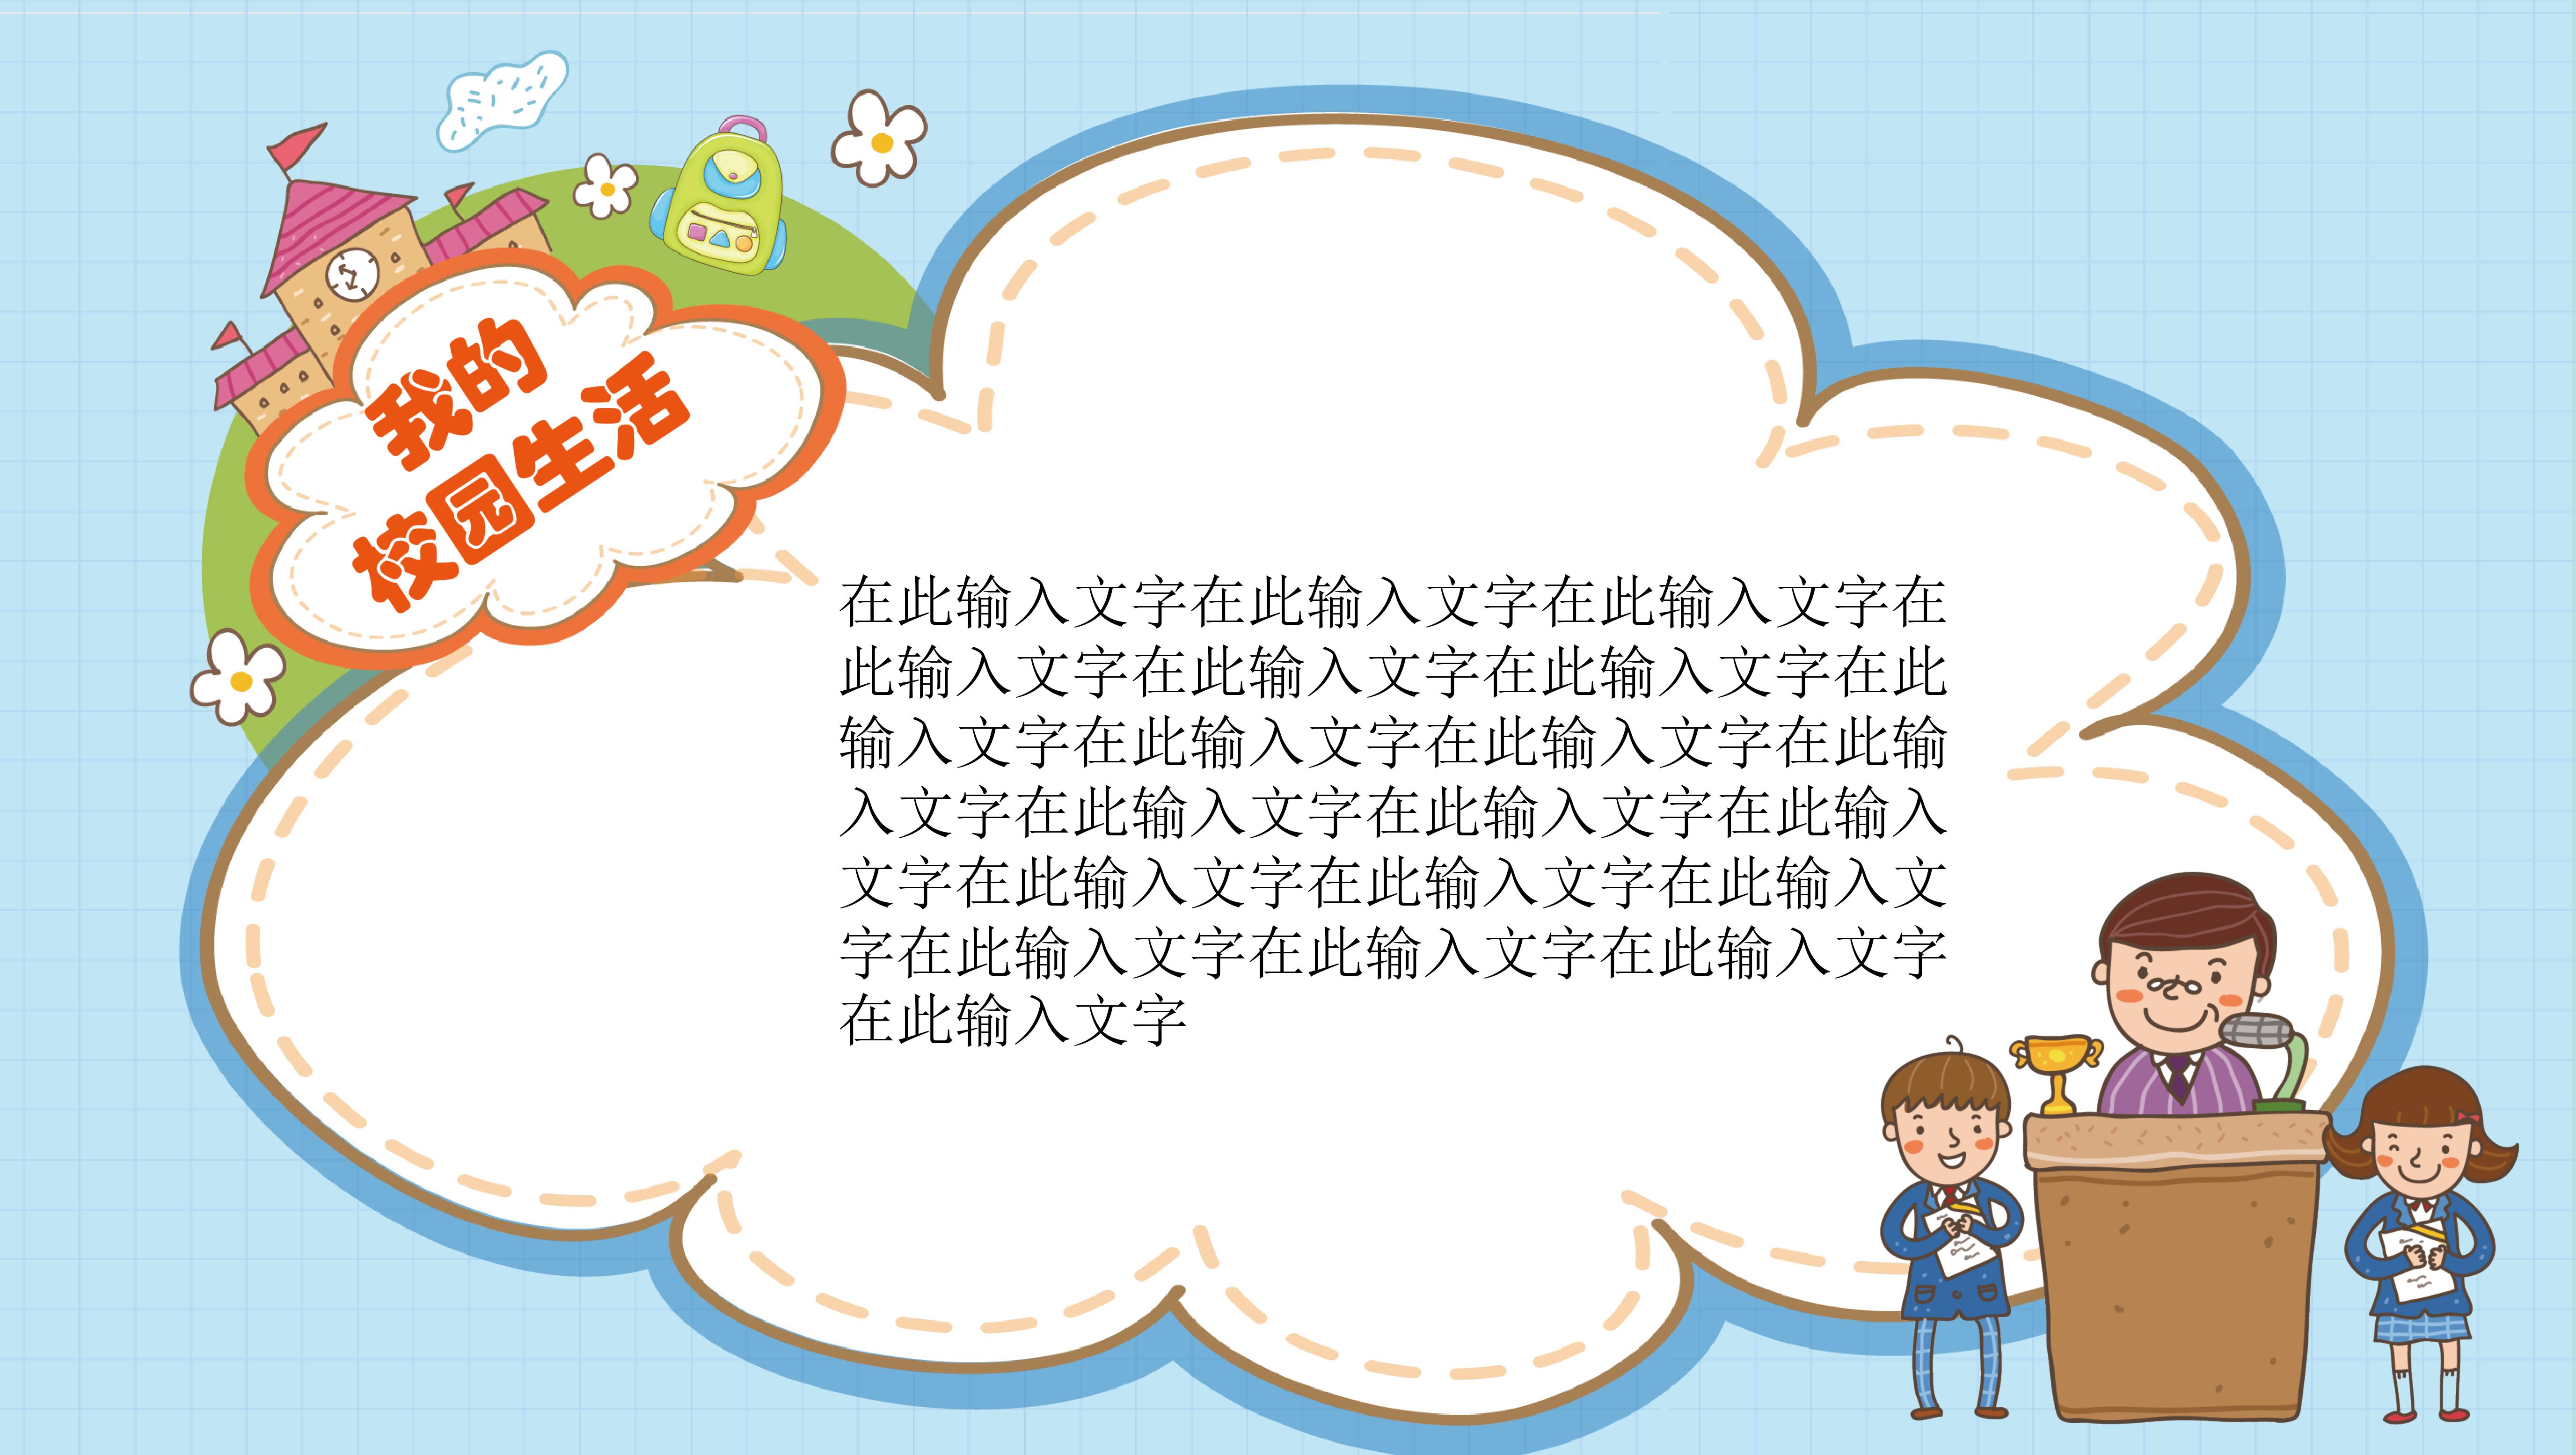 我的
校园生活
在此输入文字在此输入文字在此输入文字在
此输入文字在此输入文字在此输入文字在此
输入文字在此输入文字在此输入文字在此输
入文字在此输入文字在此输入文字在此输入
文字在此输入文字在此输入文字在此输入文
字在此输入文字在此输入文字在此输入文字
在此输入文字